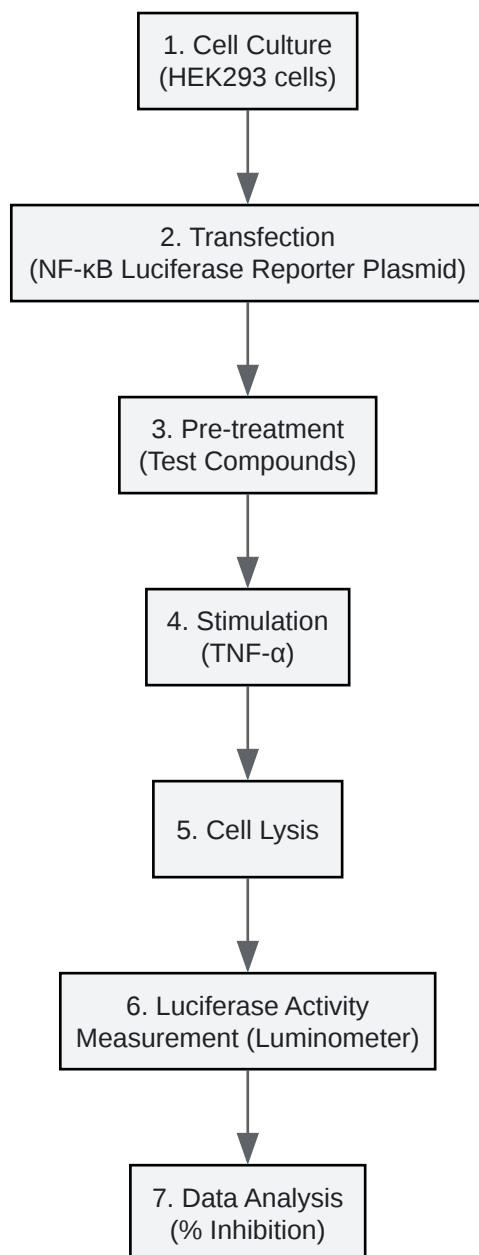 1. Cell Culture
(HEK293 cells)
2. Transfection
(NF-κB Luciferase Reporter Plasmid)
3. Pre-treatment
(Test Compounds)
4. Stimulation
(TNF-α)
5. Cell Lysis
6. Luciferase Activity
Measurement (Luminometer)
7. Data Analysis
(% Inhibition)